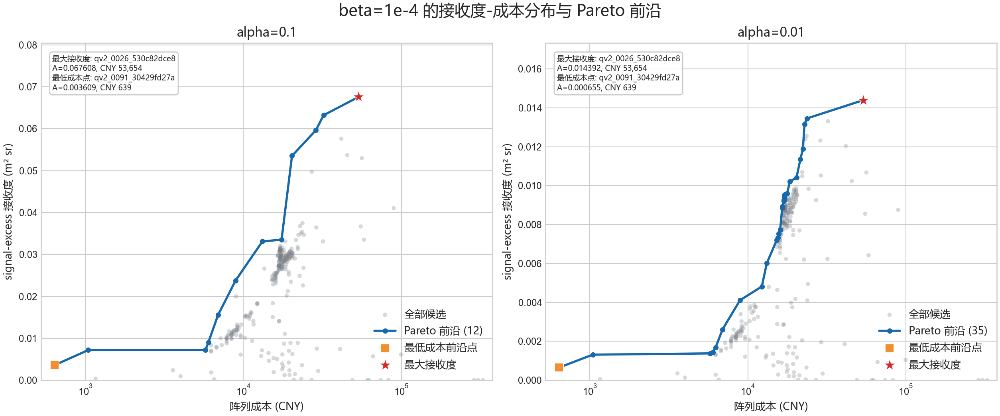 beta=1e-4 的接收度-成本分布与 Pareto 前沿
alpha=0.1
signal-excess 接收度 (m² sr)
0.08
0.07
0.06
0.05
0.04
0.03
0.02
0.01
0.00
最大接收度: qv2_0026_530c82dce8
A=0.067608, CNY 53,654
最低成本点: qv2_0091_30429fd27a
A=0.003609, CNY 639
全部候选
Pareto 前沿 (12)
最低成本前沿点
最大接收度
10³
10⁴
10⁵
阵列成本 (CNY)
alpha=0.01
signal-excess 接收度 (m² sr)
0.016
0.014
0.012
0.010
0.008
0.006
0.004
0.002
0.000
最大接收度: qv2_0026_530c82dce8
A=0.014392, CNY 53,654
最低成本点: qv2_0091_30429fd27a
A=0.000655, CNY 639
全部候选
Pareto 前沿 (35)
最低成本前沿点
最大接收度
10³
10⁴
10⁵
阵列成本 (CNY)